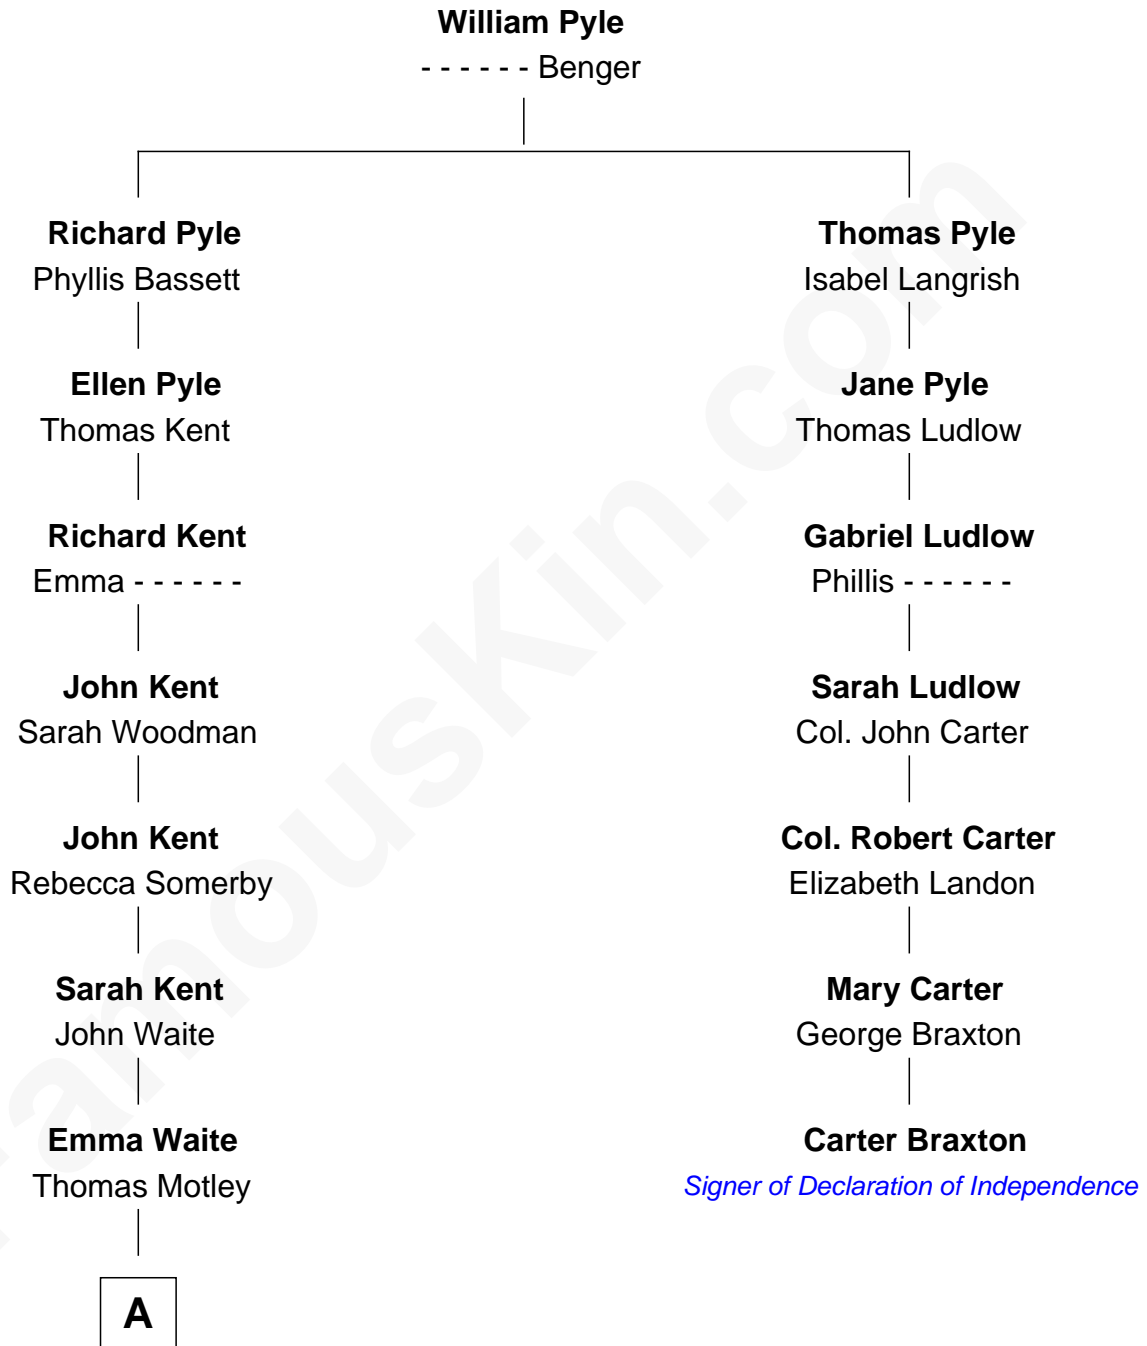 William Pyle
- - - - - - Benger
Richard Pyle
Phyllis Bassett
Thomas Pyle
Isabel Langrish
Ellen Pyle
Thomas Kent
Jane Pyle
Thomas Ludlow
Richard Kent
Emma - - - - - -
Gabriel Ludlow
Phillis - - - - - -
John Kent
Sarah Woodman
Sarah Ludlow
Col. John Carter
John Kent
Rebecca Somerby
Col. Robert Carter
Elizabeth Landon
Sarah Kent
John Waite
Mary Carter
George Braxton
Emma Waite
Thomas Motley
Carter Braxton
Signer of Declaration of Independence
A
FamousKin.com